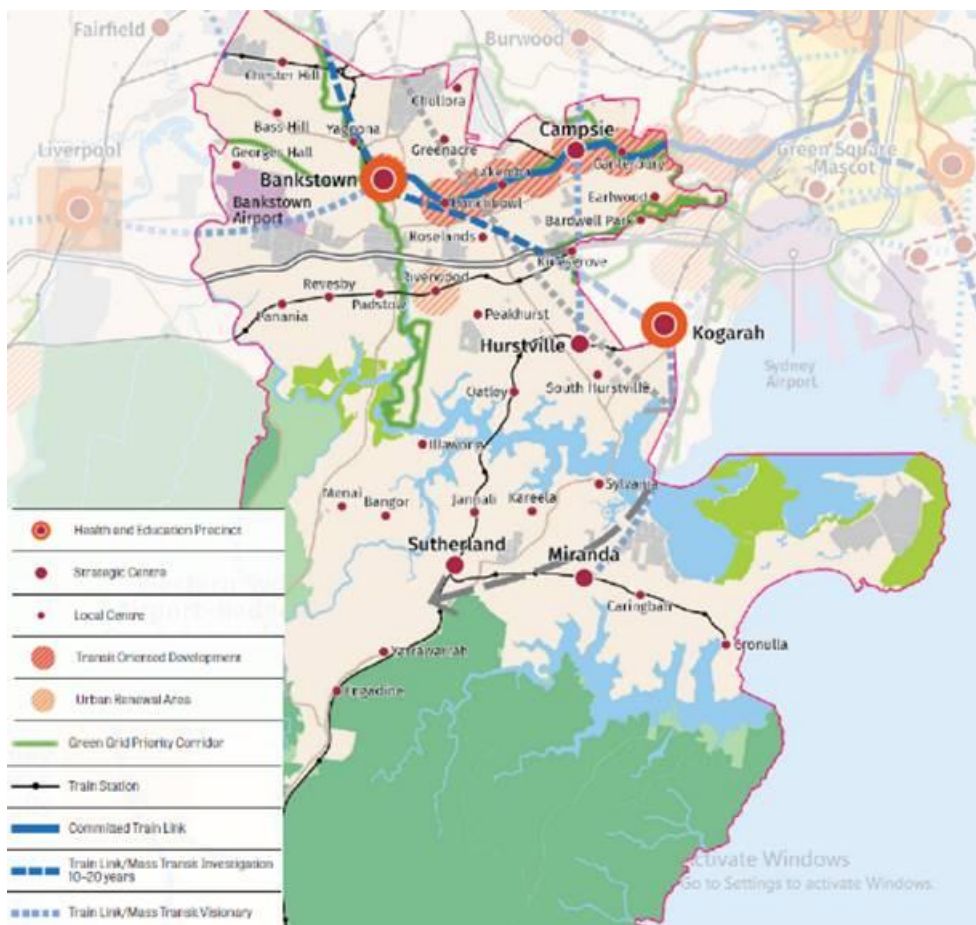 Fairfield
Burwood
Chester Hill
Chullora
Bass Hill
Yagoona
Campsie
Liverpool
Georges Hall
Greenacre
Canterbury
Green Square
Mascot
Bankstown
Lakemba
Bankstown
Airport
Punchbowl
Earlwood
Bardwell Park
Roselands
Kingsgrove
Riverwood
Revesby
Padstow
Panania
Peakhurst
Kogarah
Hurstville
Sydney
Airport
South Hurstville
Oatley
Illawong
Sylvania
Menai
Bangor
Jannali
Kareela
Sutherland
Miranda
Caringbah
Cronulla
Yarrawarrah
Engadine
Health and Education Precinct
Strategic Centre
Local Centre
Transit Oriented Development
Urban Renewal Area
Green Grid Priority Corridor
Train Station
Committed Train Link
Train Link/Mass Transit Investigation
10-20 years
Train Link/Mass Transit Visionary
Activate Windows
Go to Settings to activate Windows.